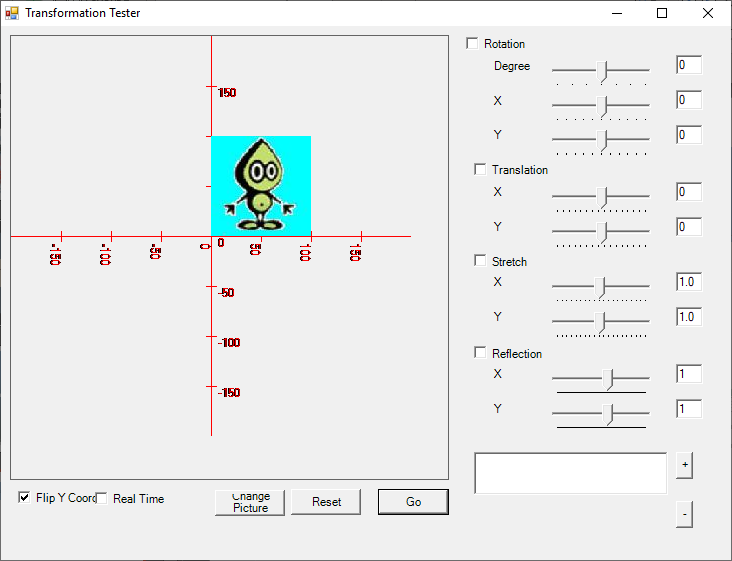 Transformation Tester
Rotation
Degree 0
X 0
Y 0
Translation
X 0
Y 0
Stretch
X 1.0
Y 1.0
Reflection
X 1
Y 1
150
-150 -100 -50 0 0 50 100 150
-50
-100
-150
+
-
Flip Y Coord
Real Time
Change
Picture
Reset
Go